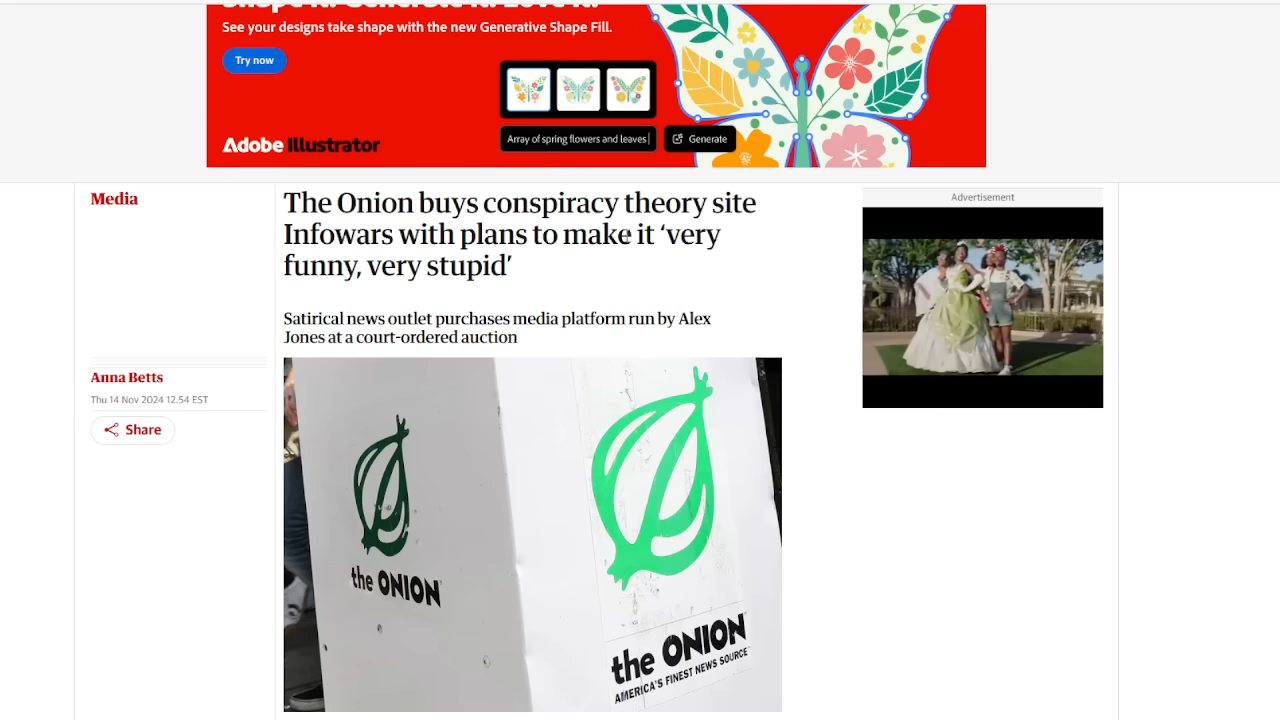 See your designs take shape with the new Generative Shape Fill.
Try now
Array of spring flowers and leaves
Generate
Adobe Illustrator
Media
The Onion buys conspiracy theory site
Infowars with plans to make it ‘very
funny, very stupid’
Satirical news outlet purchases media platform run by Alex
Jones at a court-ordered auction
Anna Betts
Thu 14 Nov 2024 12.54 EST
Share
Advertisement
the ONION
the ONION
AMERICA'S FINEST NEWS SOURCE